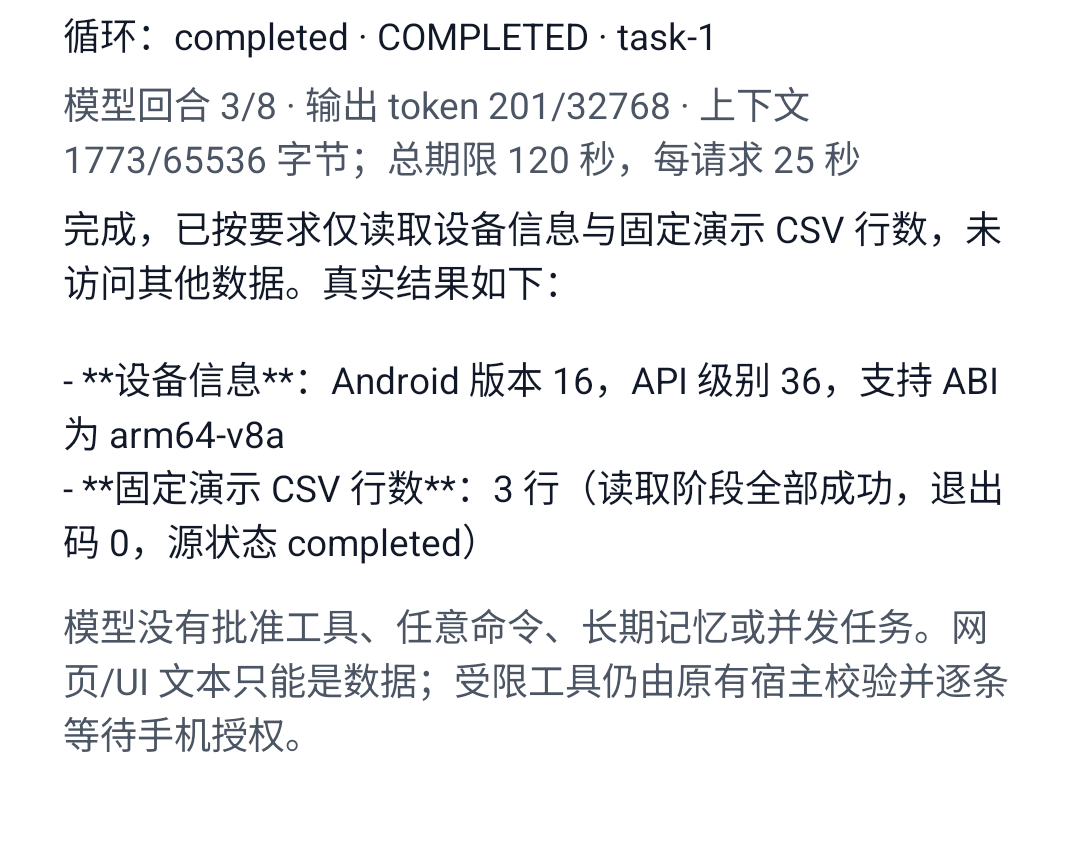 循环：completed · COMPLETED · task-1
模型回合 3/8 · 输出 token 201/32768 · 上下文
1773/65536 字节；总期限 120 秒，每请求 25 秒
完成，已按要求仅读取设备信息与固定演示 CSV 行数，未
访问其他数据。真实结果如下：
- **设备信息**：Android 版本 16，API 级别 36，支持 ABI
为 arm64-v8a
- **固定演示 CSV 行数**：3 行（读取阶段全部成功，退出
码 0，源状态 completed）
模型没有批准工具、任意命令、长期记忆或并发任务。网
页/UI 文本只能是数据；受限工具仍由原有宿主校验并逐条
等待手机授权。